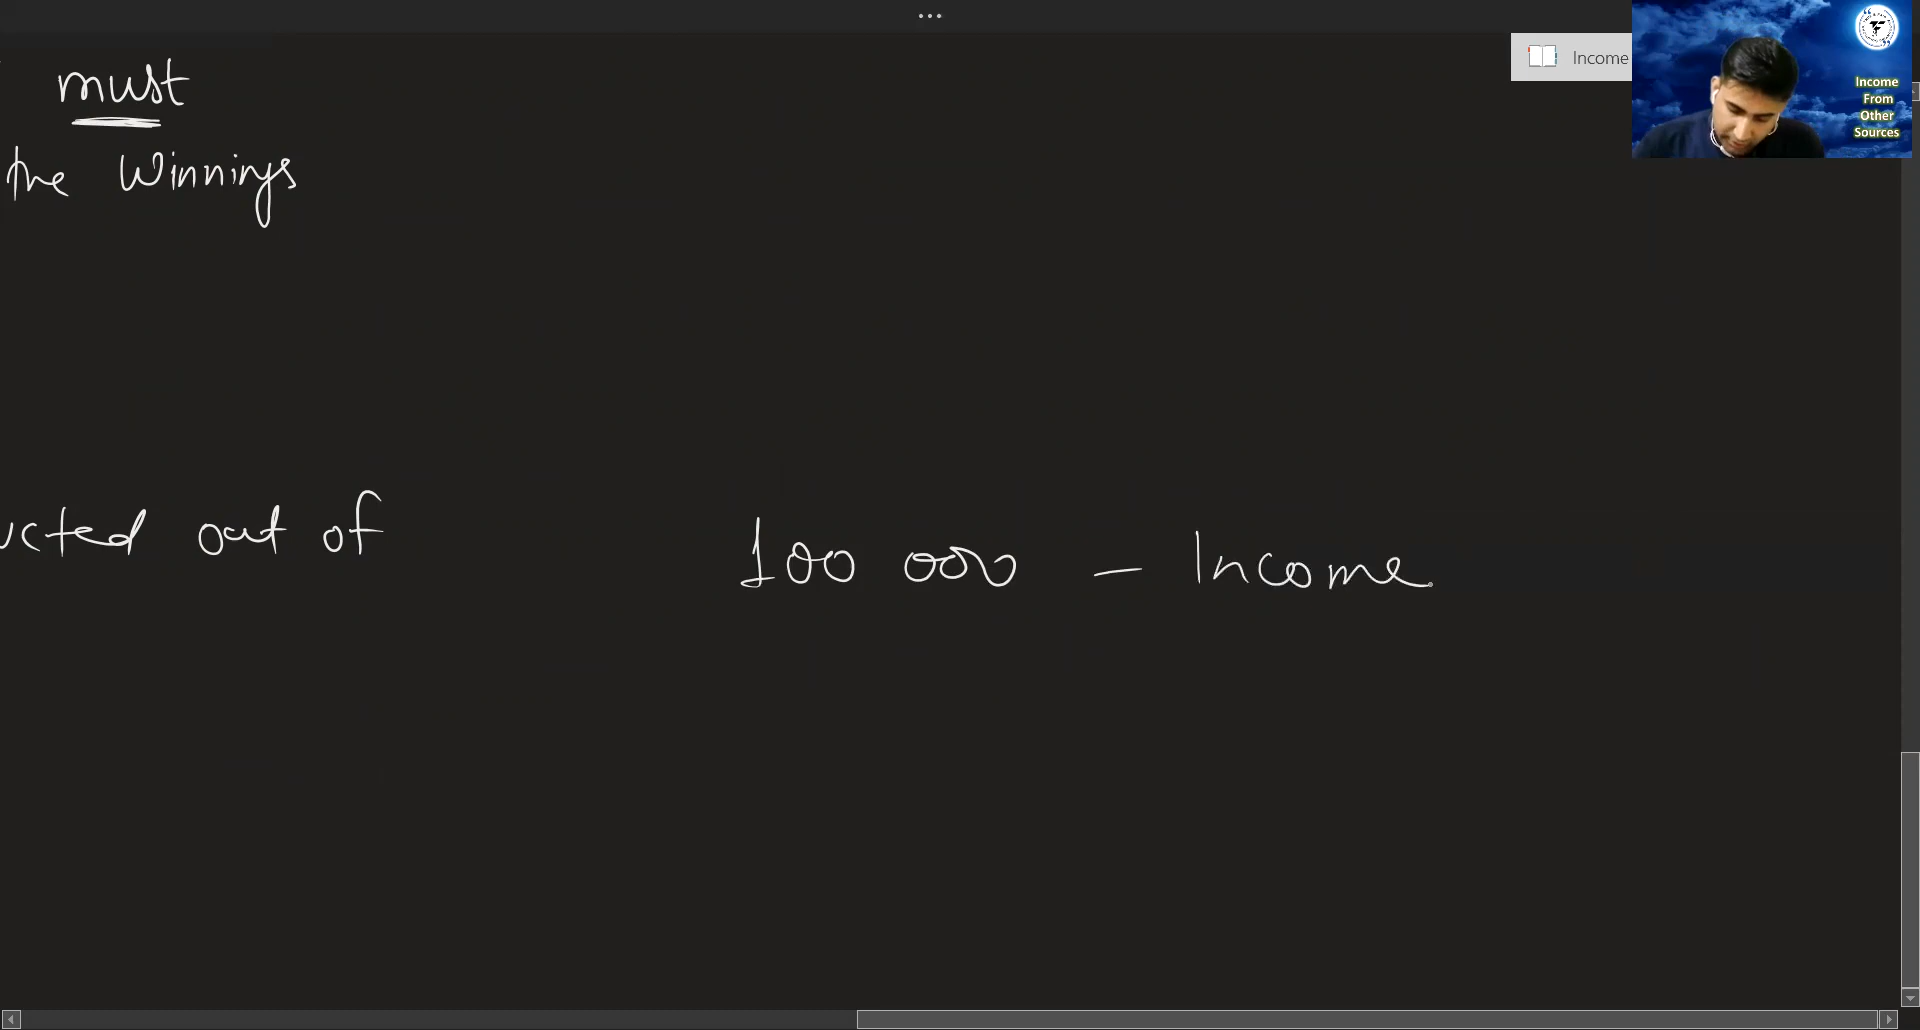 must
the Winnings
ucted out of
100 000 - Income
Income
Income
From
Other
Sources